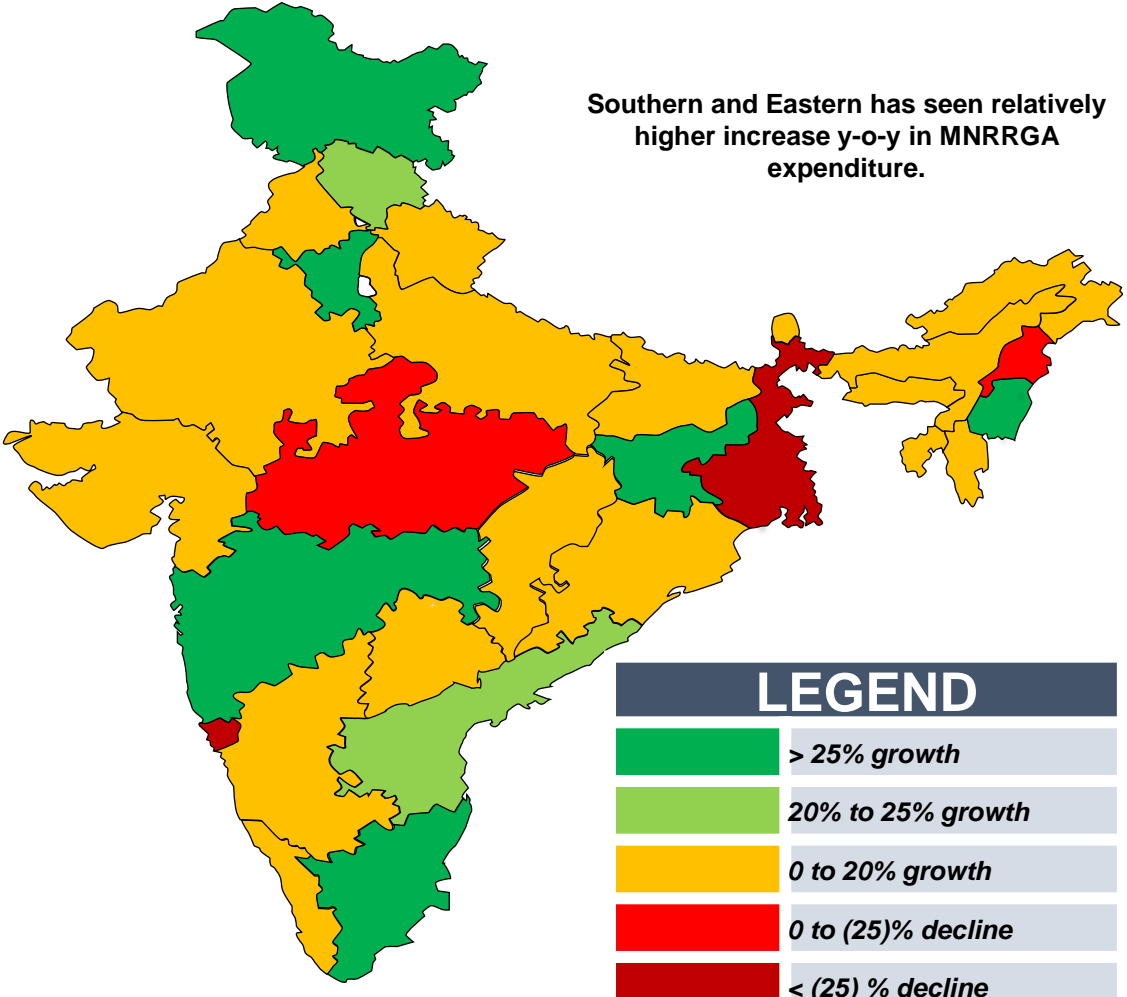 Southern and Eastern has seen relatively
higher increase y-o-y in MNRRGA
expenditure.
LEGEND
> 25% growth
20% to 25% growth
0 to 20% growth
0 to (25)% decline
< (25) % decline